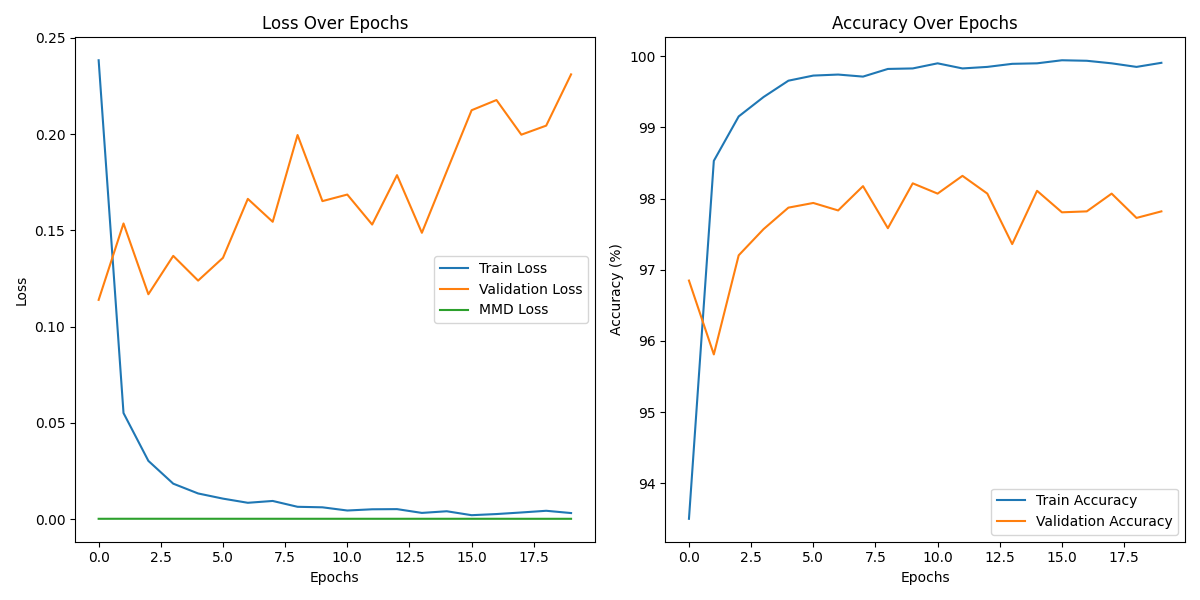 Loss Over Epochs
Loss
0.25
0.20
0.15
0.10
0.05
0.00
Train Loss
Validation Loss
MMD Loss
0.0 2.5 5.0 7.5 10.0 12.5 15.0 17.5
Epochs
Accuracy Over Epochs
Accuracy (%)
100
99
98
97
96
95
94
Train Accuracy
Validation Accuracy
0.0 2.5 5.0 7.5 10.0 12.5 15.0 17.5
Epochs